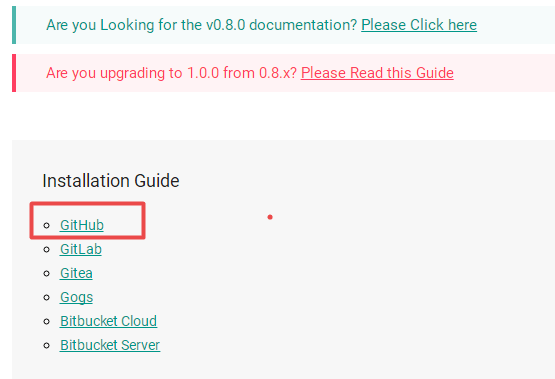 Are you Looking for the v0.8.0 documentation? Please Click here
Are you upgrading to 1.0.0 from 0.8.x? Please Read this Guide
Installation Guide
GitHub
GitLab
Gitea
Gogs
Bitbucket Cloud
Bitbucket Server